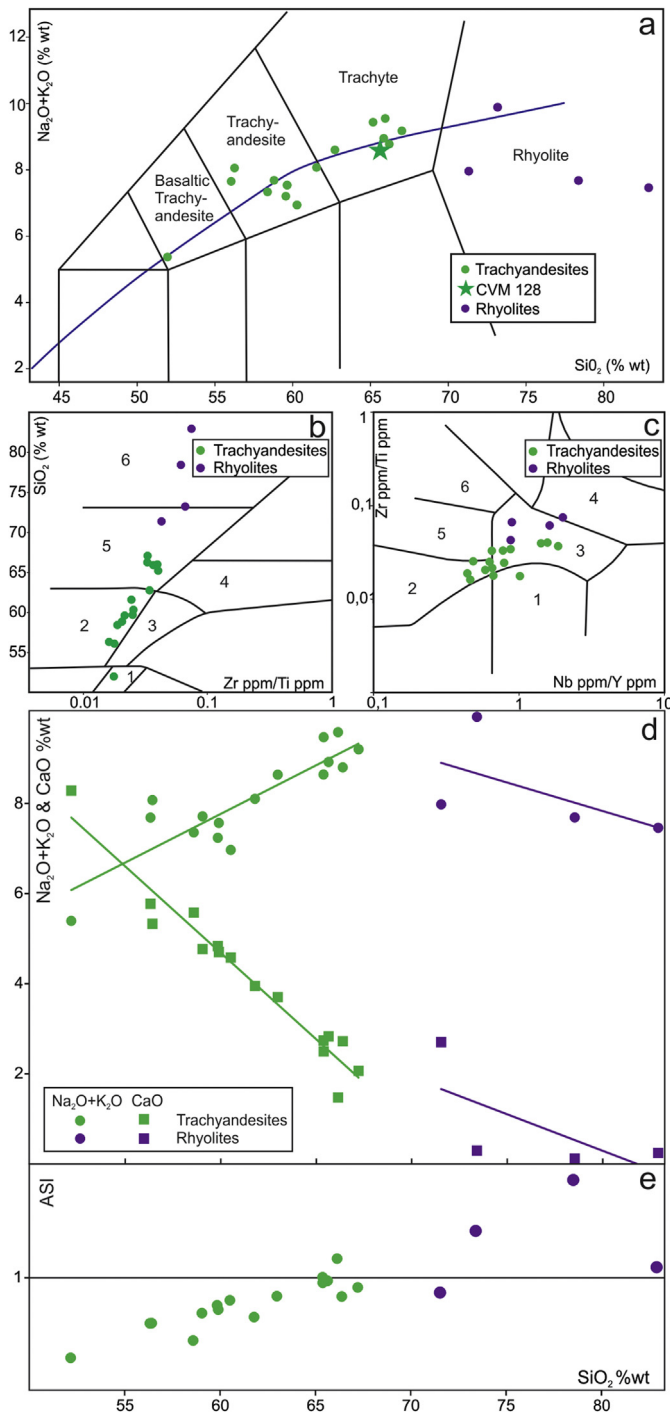 a
Na₂O+K₂O (% wt)
12
10
8
6
4
2
Trachyte
Trachy-
andesite
Basaltic
Trachy-
andesite
Rhyolite
Trachyandesites
CVM 128
Rhyolites
Si0₂ (% wt)
45
50
55
60
65
70
75
80
b
SiO₂ (% wt)
80
75
70
65
60
55
6
5
4
2
3
1
Trachyandesites
Rhyolites
Zr ppm/Ti ppm
0.01
0.1
1
c
Zr ppm/Ti ppm
1
0,1
0,01
Trachyandesites
Rhyolites
6
4
5
3
2
1
Nb ppm/Y ppm
0,1
1
10
d
Na₂O+K₂O & CaO %wt
8
6
4
2
Na₂O+K₂O CaO
Trachyandesites
Rhyolites
e
ASI
1
SiO₂ %wt
55
60
65
70
75
80